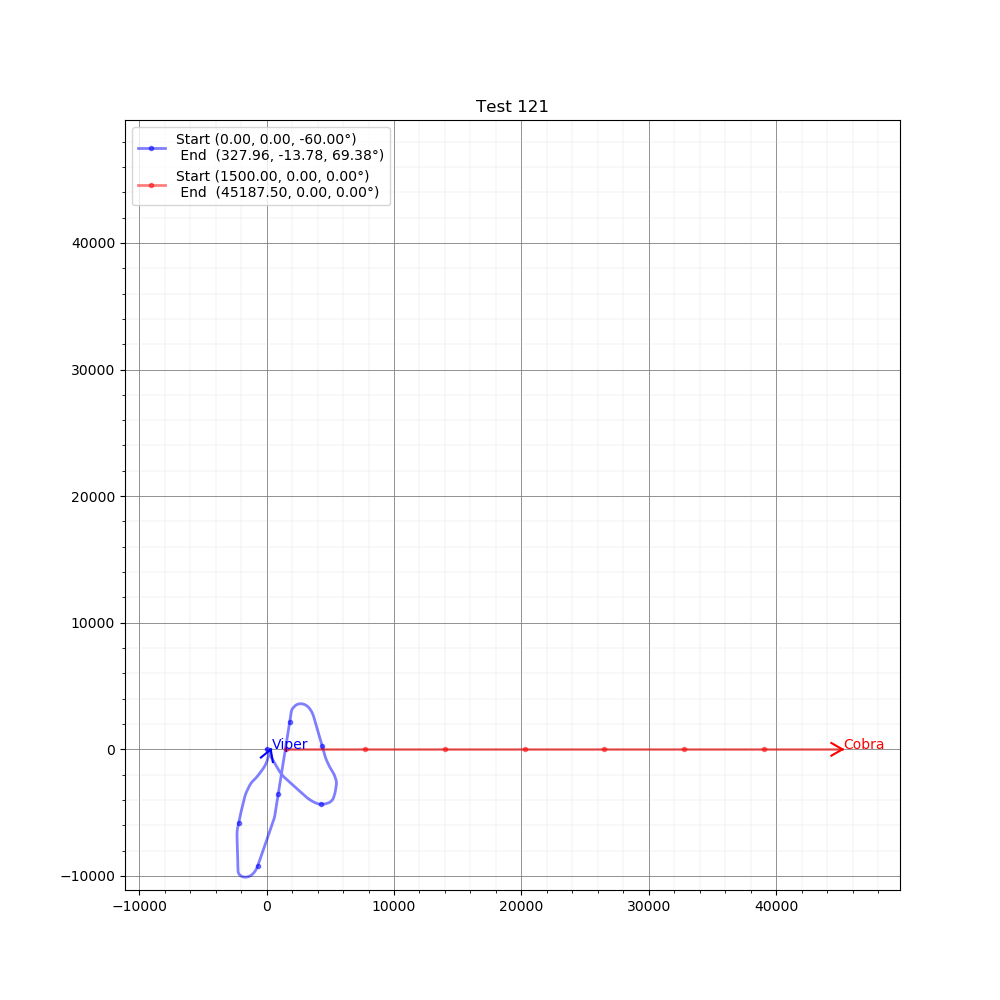 Test 121
Start (0.00, 0.00, -60.00°)
End (327.96, -13.78, 69.38°)
Start (1500.00, 0.00, 0.00°)
End (45187.50, 0.00, 0.00°)
40000
30000
20000
10000
0
−10000
Viper
Cobra
−10000
0
10000
20000
30000
40000